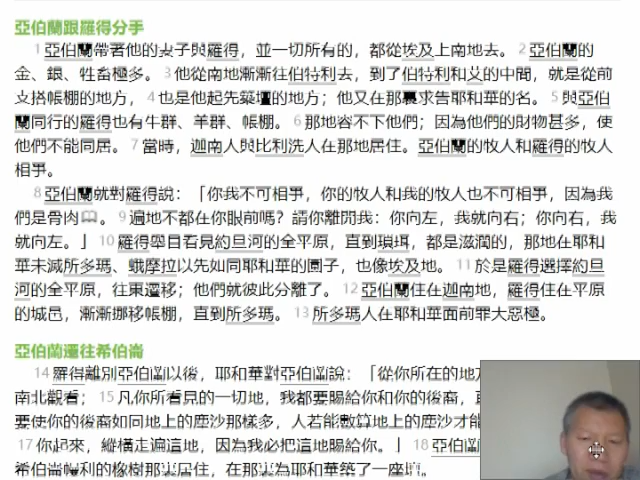 亞伯蘭跟羅得分手
1 亞伯蘭帶著他的妻子與羅得，並一切所有的，都從埃及上南地去。 2 亞伯蘭的
金、銀、牲畜極多。 3 他從南地漸漸往伯特利去，到了伯特利和艾的中間，就是從前
支搭帳棚的地方， 4 也是他起先築壇的地方；他又在那裏求告耶和華的名。 5 與亞伯
蘭同行的羅得也有牛群、羊群、帳棚。 6 那地容不下他們；因為他們的財物甚多，使
他們不能同居。 7 當時，迦南人與比利洗人在那地居住。亞伯蘭的牧人和羅得的牧人
相爭。
8 亞伯蘭就對羅得說：「你我不可相爭，你的牧人和我的牧人也不可相爭，因為我
們是骨肉。 9 遍地不都在你眼前嗎？請你離開我：你向左，我就向右；你向右，我
就向左。」 10 羅得舉目看見約旦河的全平原，直到瑣珥，都是滋潤的，那地在耶和
華未滅所多瑪、蛾摩拉以先如同耶和華的園子，也像埃及地。 11 於是羅得選擇約旦
河的全平原，往東遷移；他們就彼此分離了。 12 亞伯蘭住在迦南地，羅得住在平原
的城邑，漸漸挪移帳棚，直到所多瑪。 13 所多瑪人在耶和華面前罪大惡極。
亞伯蘭遷往希伯崙
14 羅得離別亞伯蘭以後，耶和華對亞伯蘭說：「從你所在的地
南北觀看； 15 凡你所看見的一切地，我都要賜給你和你的後裔，
要使你的後裔如同地上的塵沙那樣多，人若能數算地上的塵沙才能
17 你起來，縱橫走遍這地，因為我必把這地賜給你。」 18 亞伯蘭
希伯崙幔利的橡樹那裏居住，在那裏為耶和華築了一座壇。